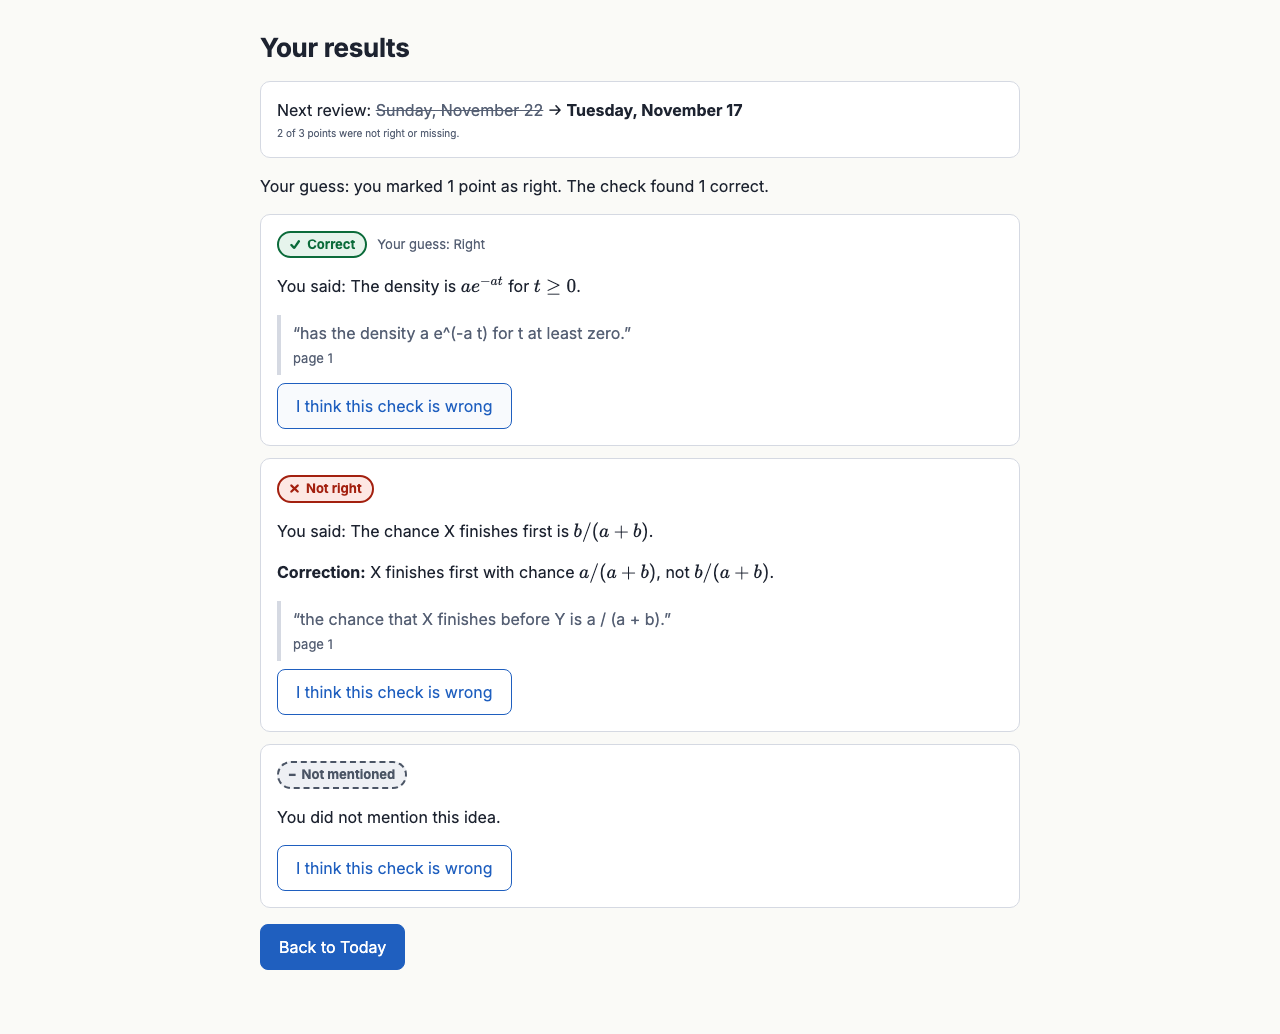 Your results
Next review: Sunday, November 22 → Tuesday, November 17
2 of 3 points were not right or missing.
Your guess: you marked 1 point as right. The check found 1 correct.
✔ Correct Your guess: Right
You said: The density is $ae^{-at}$ for $t \geq 0$.
“has the density a e^(-a t) for t at least zero.”
page 1
I think this check is wrong
✕ Not right
You said: The chance X finishes first is $b/(a + b)$.
Correction: X finishes first with chance $a/(a + b)$, not $b/(a + b)$.
“the chance that X finishes before Y is a / (a + b).”
page 1
I think this check is wrong
– Not mentioned
You did not mention this idea.
I think this check is wrong
Back to Today